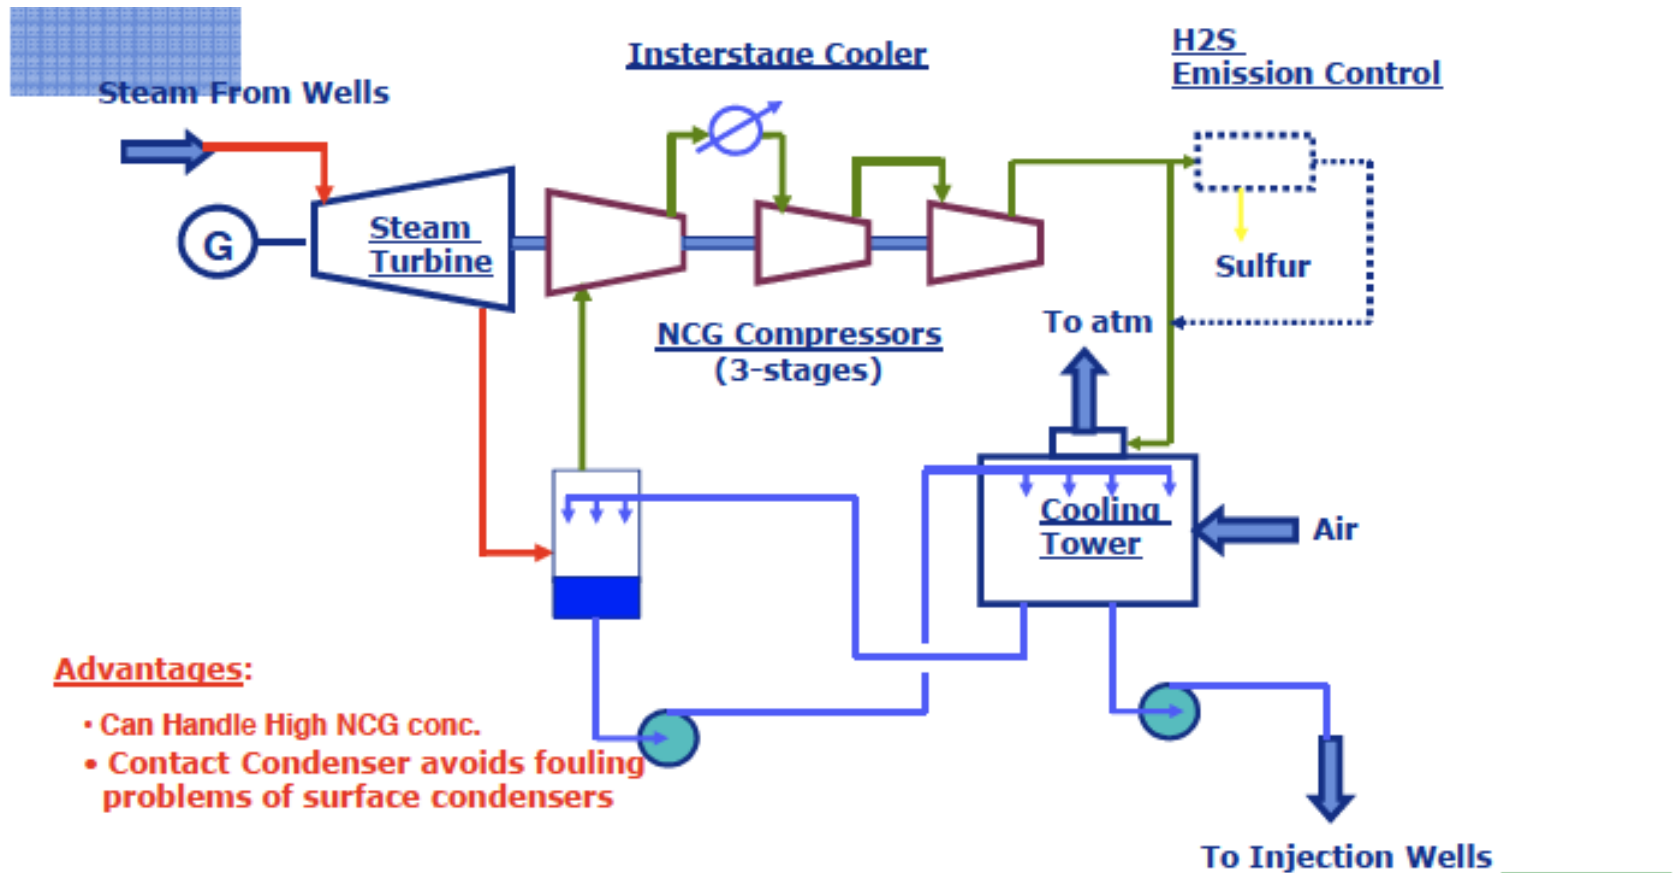 Insterstage Cooler
H2S
Emission Control
Steam From Wells
G
Steam
Turbine
Sulfur
To atm
NCG Compressors
(3-stages)
Cooling
Tower
Air
Advantages:
• Can Handle High NCG conc.
• Contact Condenser avoids fouling
problems of surface condensers
To Injection Wells